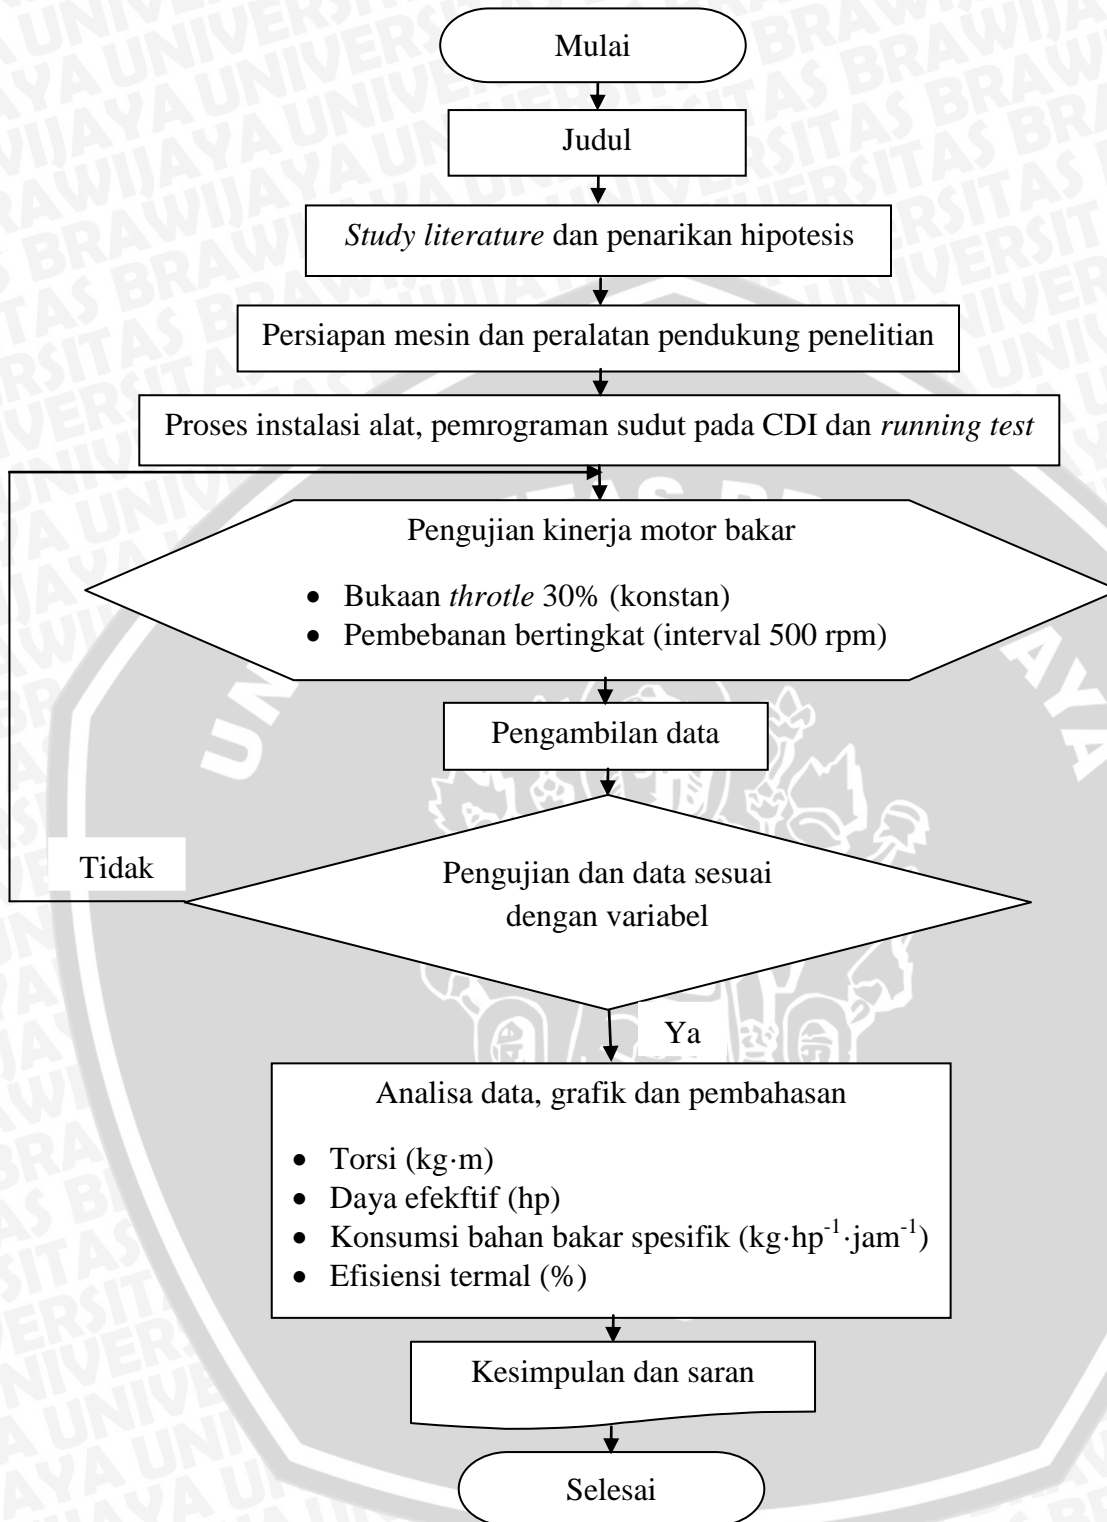 Mulai
Judul
Study literature dan penarikan hipotesis
Persiapan mesin dan peralatan pendukung penelitian
Proses instalasi alat, pemrograman sudut pada CDI dan running test
Pengujian kinerja motor bakar
• Bukaan throtle 30% (konstan)
• Pembebanan bertingkat (interval 500 rpm)
Pengambilan data
Tidak
Pengujian dan data sesuai
dengan variabel
Ya
Analisa data, grafik dan pembahasan
• Torsi (kg·m)
• Daya efekftif (hp)
• Konsumsi bahan bakar spesifik (kg·hp⁻¹·jam⁻¹)
• Efisiensi termal (%)
Kesimpulan dan saran
Selesai